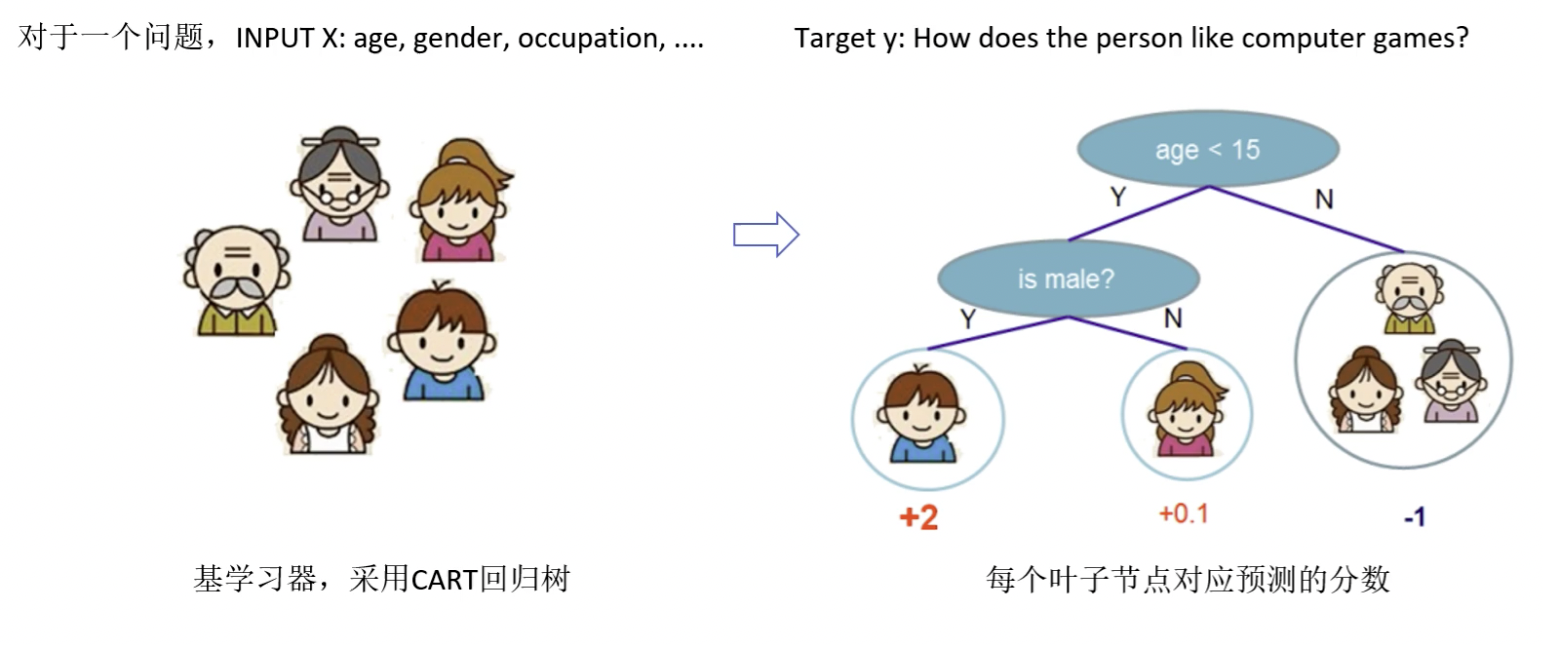 对于一个问题，INPUT X: age, gender, occupation, ....
Target y: How does the person like computer games?
age < 15
Y
N
is male?
Y
N
+2
+0.1
-1
基学习器，采用CART回归树
每个叶子节点对应预测的分数